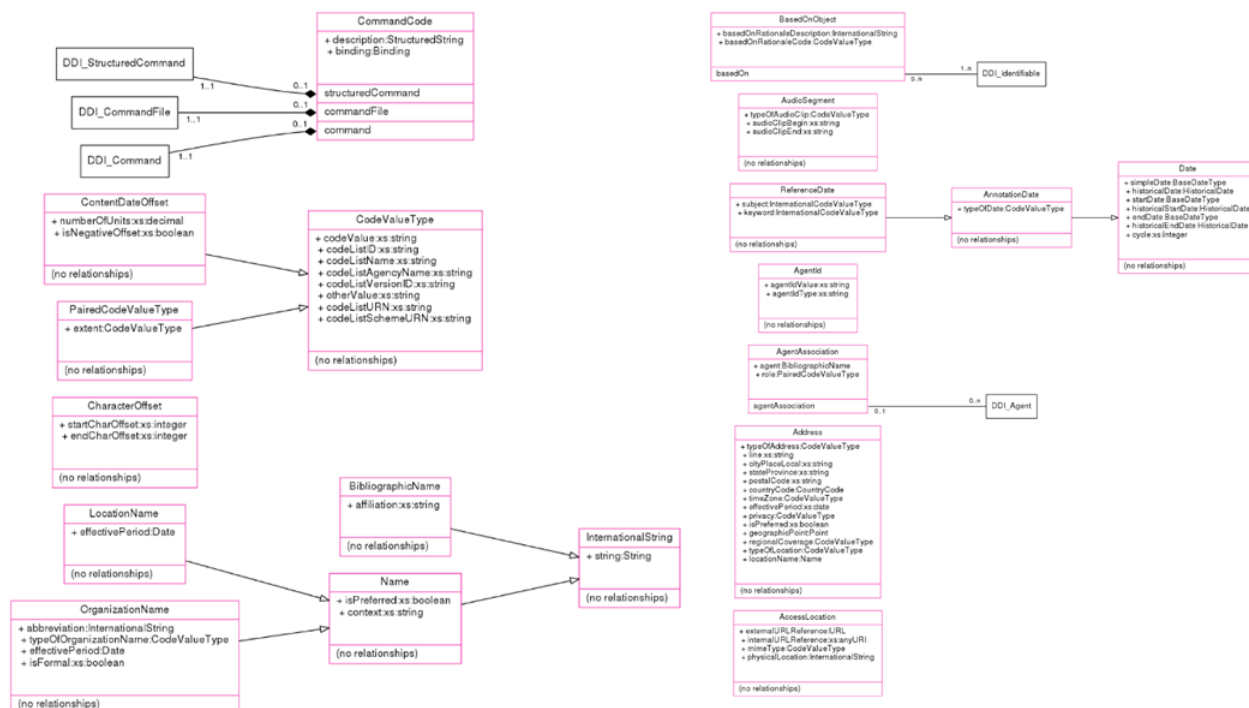 CommandCode
+ description:StructuredString
+ binding:Binding
structuredCommand
commandFile
command
DDI_StructuredCommand
1..1
0..1
DDI_CommandFile
1..1
0..1
DDI_Command
1..1
0..1
ContentDateOffset
+ numberOfUnits:xs:decimal
+ isNegativeOffset:xs:boolean
(no relationships)
CodeValueType
+ codeValue:xs:string
+ codeListID:xs:string
+ codeListName:xs:string
+ codeListAgencyName:xs:string
+ codeListVersionID:xs:string
+ otherValue:xs:string
+ codeListURN:xs:string
+ codeListSchemeURN:xs:string
(no relationships)
PairedCodeValueType
+ extent:CodeValueType
(no relationships)
CharacterOffset
+ startCharOffset:xs:integer
+ endCharOffset:xs:integer
(no relationships)
BibliographicName
+ affiliation:xs:string
(no relationships)
LocationName
+ effectivePeriod:Date
(no relationships)
InternationalString
+ string:String
(no relationships)
Name
+ isPreferred:xs:boolean
+ context:xs:string
(no relationships)
OrganizationName
+ abbreviation:InternationalString
+ typeOfOrganizationName:CodeValueType
+ effectivePeriod:Date
+ isFormal:xs:boolean
(no relationships)
BasedOnObject
+ basedOnRationaleDescription:InternationalString
+ basedOnRationaleCode:CodeValueType
basedOn
0..n
1..n
DDI_Identifiable
AudioSegment
+ typeOfAudioClip:CodeValueType
+ audioClipBegin:xs:string
+ audioClipEnd:xs:string
(no relationships)
ReferenceDate
+ subject:InternationalCodeValueType
+ keyword:InternationalCodeValueType
(no relationships)
AnnotationDate
+ typeOfDate:CodeValueType
(no relationships)
Date
+ simpleDate:BaseDateType
+ historicalDate:HistoricalDate
+ startDate:BaseDateType
+ historicalStartDate:HistoricalDate
+ endDate:BaseDateType
+ historicalEndDate:HistoricalDate
+ cycle:xs:integer
(no relationships)
AgentId
+ agentIdValue:xs:string
+ agentIdType:xs:string
(no relationships)
AgentAssociation
+ agent:BibliographicName
+ role:PairedCodeValueType
agentAssociation
0..1
0..n
DDI_Agent
Address
+ typeOfAddress:CodeValueType
+ line:xs:string
+ cityPlaceLocal:xs:string
+ stateProvince:xs:string
+ postalCode:xs:string
+ countryCode:CountryCode
+ timeZone:CodeValueType
+ effectivePeriod:xs:date
+ privacy:CodeValueType
+ isPreferred:xs:boolean
+ geographicPoint:Point
+ regionalCoverage:CodeValueType
+ typeOfLocation:CodeValueType
+ locationName:Name
(no relationships)
AccessLocation
+ externalURLReference:URL
+ internalURLReference:xs:anyURI
+ mimeType:CodeValueType
+ physicalLocation:InternationalString
(no relationships)